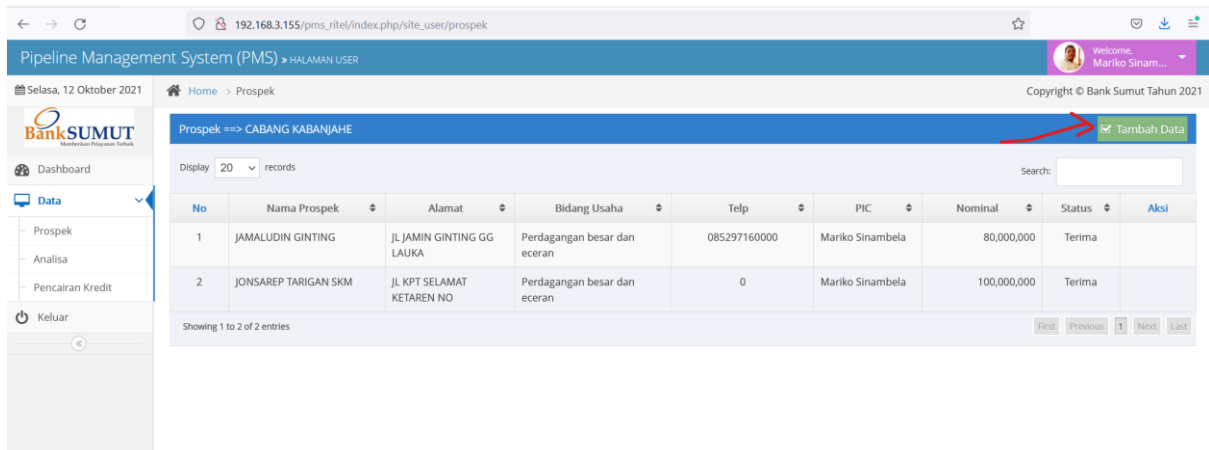 192.168.3.155/pms_ritel/index.php/site_user/prospek
Pipeline Management System (PMS) » HALAMAN USER
Welcome,
Mariko Sinam...
Selasa, 12 Oktober 2021
Home > Prospek
Copyright © Bank Sumut Tahun 2021
BankSUMUT
Memberikan Pelayanan Terbaik
Prospek ==> CABANG KABANJAHE
Tambah Data
Dashboard
Data
Prospek
Analisa
Pencairan Kredit
Keluar
Display 20 records
Search:
No Nama Prospek Alamat Bidang Usaha Telp PIC Nominal Status Aksi
1 JAMALUDIN GINTING JL JAMIN GINTING GG Perdagangan besar dan 085297160000 Mariko Sinambela 80,000,000 Terima
LAUKA eceran
2 JONSAREP TARIGAN SKM JL KPT SELAMAT Perdagangan besar dan 0 Mariko Sinambela 100,000,000 Terima
KETAREN NO eceran
Showing 1 to 2 of 2 entries
First Previous 1 Next Last